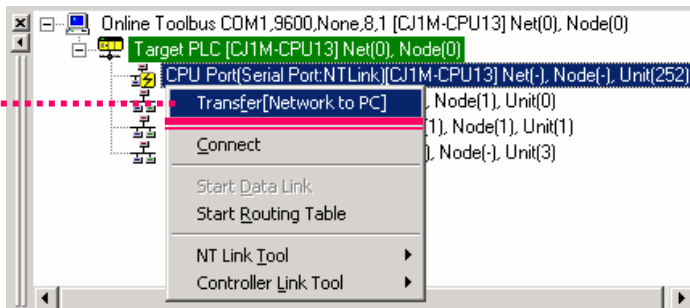 Online Toolbus COM1,9600,None,8,1 [CJ1M-CPU13] Net(0), Node(0)
Target PLC [CJ1M-CPU13] Net(0), Node(0)
CPU Port(Serial Port:NTLink)[CJ1M-CPU13] Net(-), Node(-), Unit(252)
Transfer[Network to PC]
, Node(1), Unit(0)
(1), Node(1), Unit(1)
), Node(-), Unit(3)
Connect
Start Data Link
Start Routing Table
NT Link Tool
Controller Link Tool